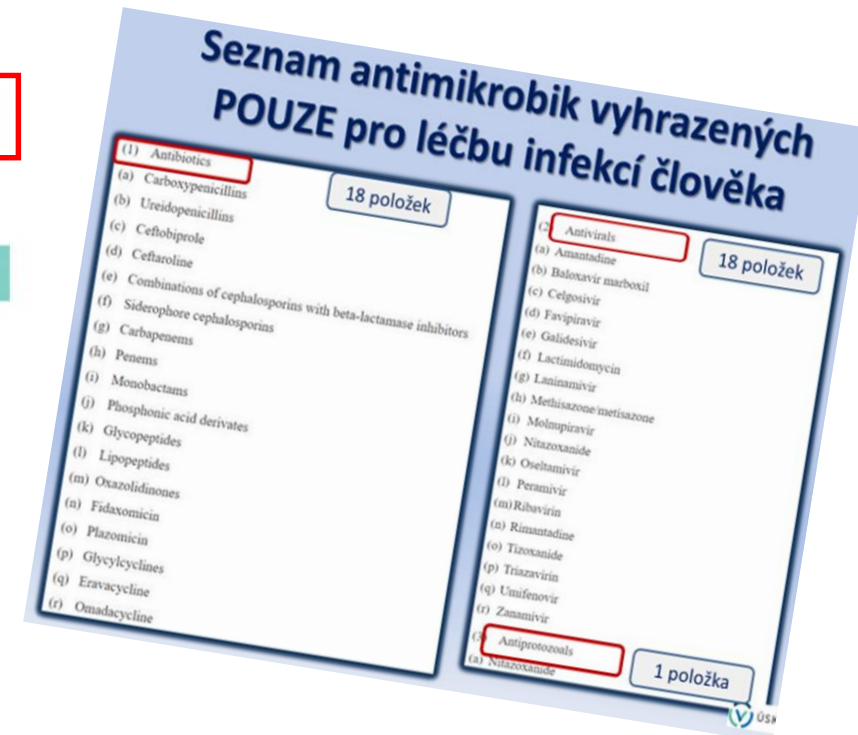 Seznam antimikrobik vyhrazených
POUZE pro léčbu infekcí člověka
(1) Antibiotics
18 položek
(a) Carboxypenicillins
(b) Ureidopenicillins
(c) Ceftobiprole
(d) Ceftaroline
(e) Combinations of cephalosporins with beta-lactamase inhibitors
(f) Siderophore cephalosporins
(g) Carbapenems
(h) Penems
(i) Monobactams
(j) Phosphonic acid derivates
(k) Glycopeptides
(l) Lipopeptides
(m) Oxazolidinones
(n) Fidaxomicin
(o) Plazomicin
(p) Glycylcyclines
(q) Eravacycline
(r) Omadacycline
(2 Antivirals
18 položek
(a) Amantadine
(b) Baloxavir marboxil
(c) Celgosivir
(d) Favipiravir
(e) Galidesivir
(f) Lactimidomycin
(g) Laninamivir
(h) Methisazone/metisazone
(i) Molnupiravir
(j) Nitazoxanide
(k) Oseltamivir
(l) Peramivir
(m)Ribavirin
(n) Rimantadine
(o) Tizoxanide
(p) Triazavirin
(q) Umifenovir
(r) Zanamivir
(3 Antiprotozoals
(a) Nitazoxanide
1 položka